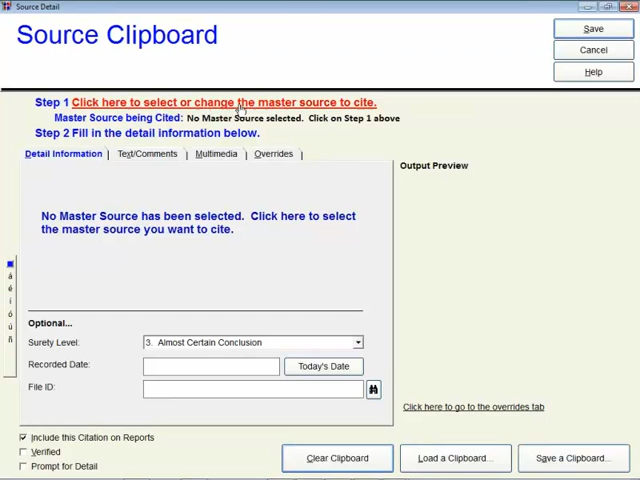 Source Detail
Source Clipboard
Save
Cancel
Help
Step 1 Click here to select or change the master source to cite.
Master Source being Cited: No Master Source selected. Click on Step 1 above
Step 2 Fill in the detail information below.
Detail Information Text/Comments Multimedia Overrides
Output Preview
No Master Source has been selected. Click here to select
the master source you want to cite.
á
é
í
ó
ú
ñ
Optional...
Surety Level: 3. Almost Certain Conclusion
Recorded Date: Today's Date
File ID:
Click here to go to the overrides tab
Include this Citation on Reports
Verified
Prompt for Detail
Clear Clipboard Load a Clipboard... Save a Clipboard...